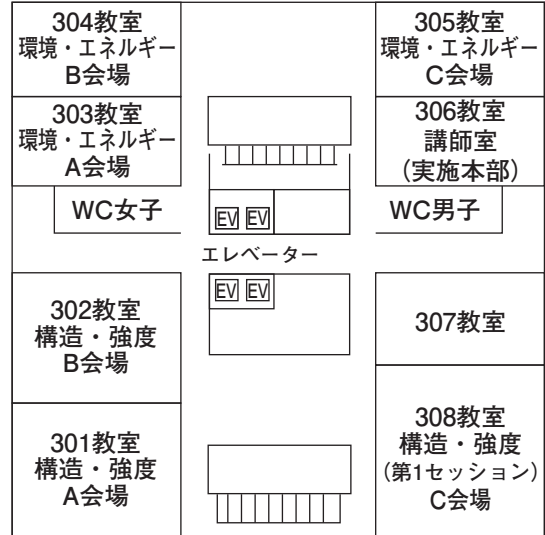 304教室
環境・エネルギー
B会場
305教室
環境・エネルギー
C会場
303教室
環境・エネルギー
A会場
306教室
講師室
（実施本部）
WC女子
EV EV
WC男子
エレベーター
EV EV
302教室
構造・強度
B会場
307教室
301教室
構造・強度
A会場
308教室
構造・強度
（第1セッション）
C会場